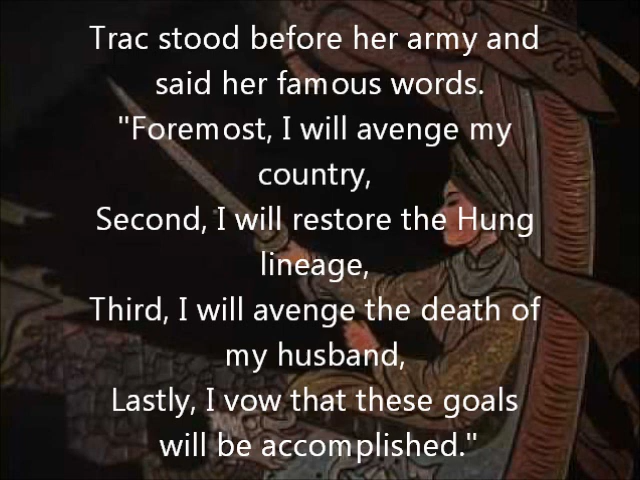 Trac stood before her army and
said her famous words.
"Foremost, I will avenge my
country,
Second, I will restore the Hung
lineage,
Third, I will avenge the death of
my husband,
Lastly, I vow that these goals
will be accomplished."